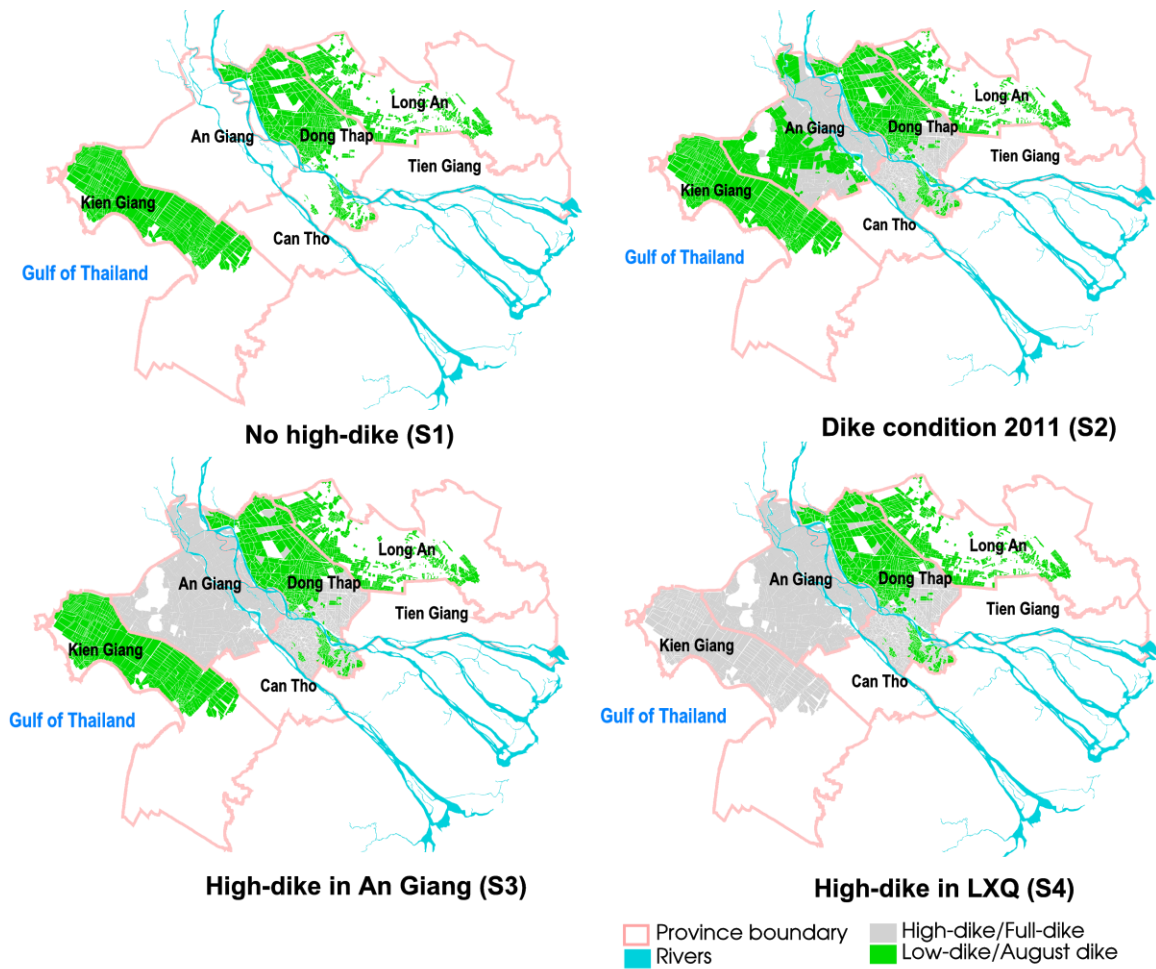 Long An
An Giang
Dong Thap
Tien Giang
Kien Giang
Can Tho
Gulf of Thailand
No high-dike (S1)
Long An
An Giang
Dong Thap
Tien Giang
Kien Giang
Can Tho
Gulf of Thailand
Dike condition 2011 (S2)
Long An
An Giang
Dong Thap
Tien Giang
Kien Giang
Can Tho
Gulf of Thailand
High-dike in An Giang (S3)
Long An
An Giang
Dong Thap
Tien Giang
Kien Giang
Can Tho
Gulf of Thailand
High-dike in LXQ (S4)
Province boundary
Rivers
High-dike/Full-dike
Low-dike/August dike